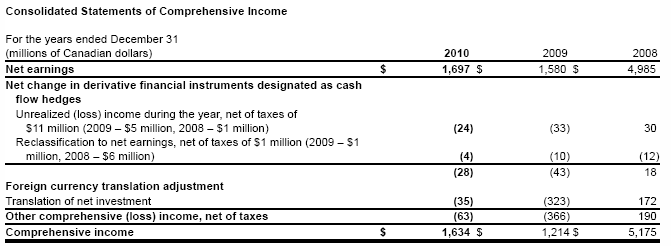 Consolidated Statements of Comprehensive Income
For the years ended December 31
(millions of Canadian dollars) 2010 2009 2008
Net earnings $ 1,697 $ 1,580 $ 4,985
Net change in derivative financial instruments designated as cash
flow hedges
Unrealized (loss) income during the year, net of taxes of
$11 million (2009 – $5 million, 2008 – $1 million) (24) (33) 30
Reclassification to net earnings, net of taxes of $1 million (2009 – $1
million, 2008 – $6 million) (4) (10) (12)
(28) (43) 18
Foreign currency translation adjustment
Translation of net investment (35) (323) 172
Other comprehensive (loss) income, net of taxes (63) (366) 190
Comprehensive income $ 1,634 $ 1,214 $ 5,175